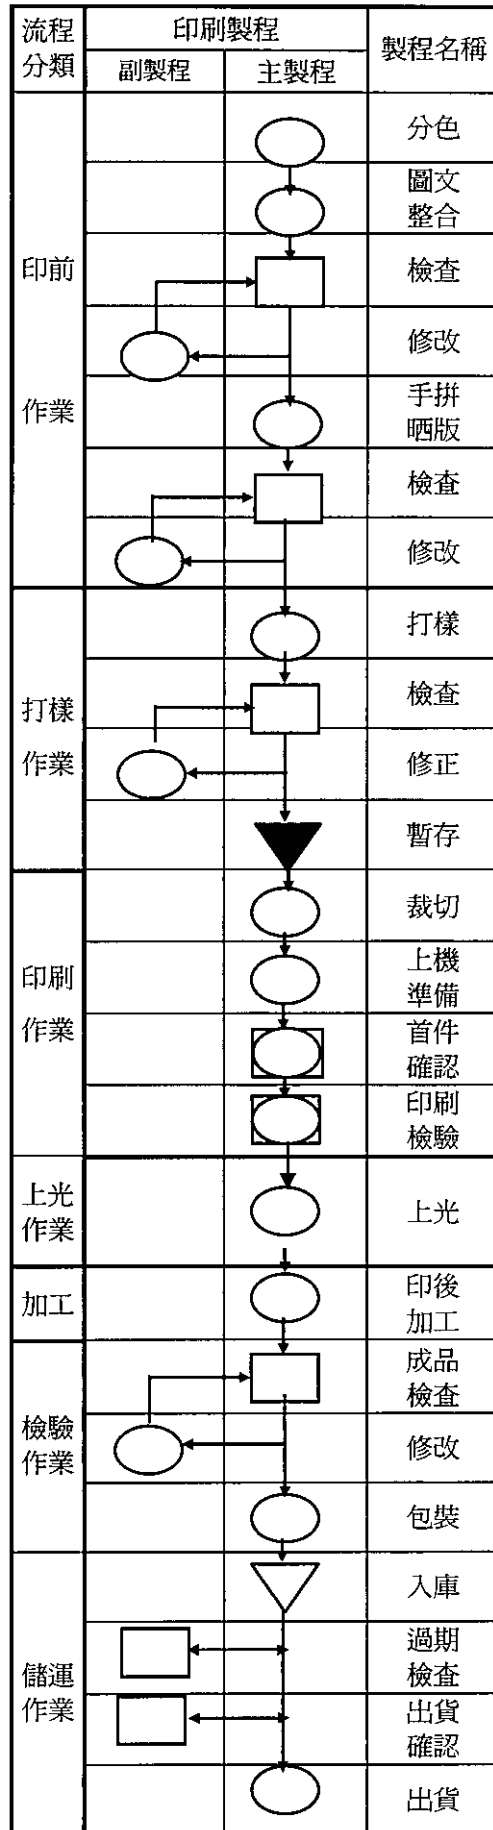 流程
分類
印刷製程
副製程
主製程
製程名稱
印前
作業
分色
圖文
整合
檢查
修改
手拼
晒版
檢查
修改
打樣
作業
打樣
檢查
修正
暫存
印刷
作業
裁切
上機
準備
首件
確認
印刷
檢驗
上光
作業
上光
加工
印後
加工
檢驗
作業
成品
檢查
修改
包裝
儲運
作業
入庫
過期
檢查
出貨
確認
出貨